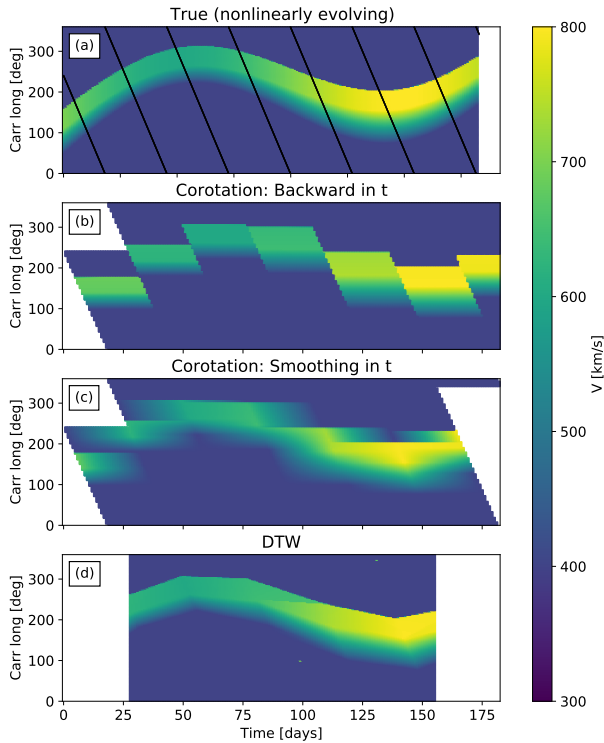 True (nonlinearly evolving)
(a)
Carr long [deg]
300
200
100
0
Corotation: Backward in t
(b)
Carr long [deg]
300
200
100
0
Corotation: Smoothing in t
(c)
Carr long [deg]
300
200
100
0
DTW
(d)
Carr long [deg]
300
200
100
0
0 25 50 75 100 125 150 175
Time [days]
800
700
600
500
400
300
V [km/s]